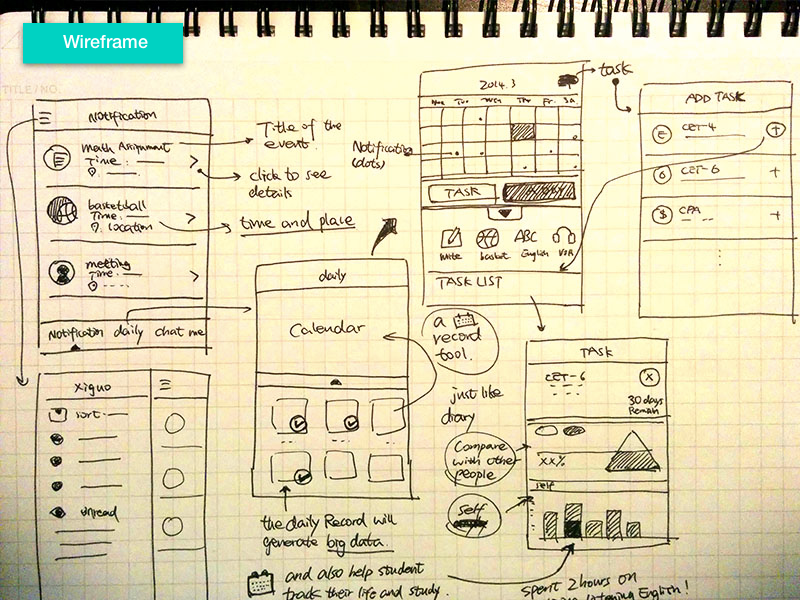 Wireframe
TITLE / NO.
Notification
Math Assignment
Time:
basketball
Time:
location
meeting
Time:
Notification daily chat me
Title of the
event.
click to see
details
time and place
xiguo
sort
unread
daily
Calendar
the daily Record will
generate big data.
and also help student
track their life and study.
2014.3
task
Mon Tue Wed Thr Fri Sa
Notification
(dots)
TASK
write basket English
ABC
TASK LIST
ADD TASK
CET-4
CET-6
CPA
a
record
tool.
just like
diary
Compare
with other
people
self
TASK
CET-6
30 days
Remain
XX%
self
spent 2 hours on
listening English!